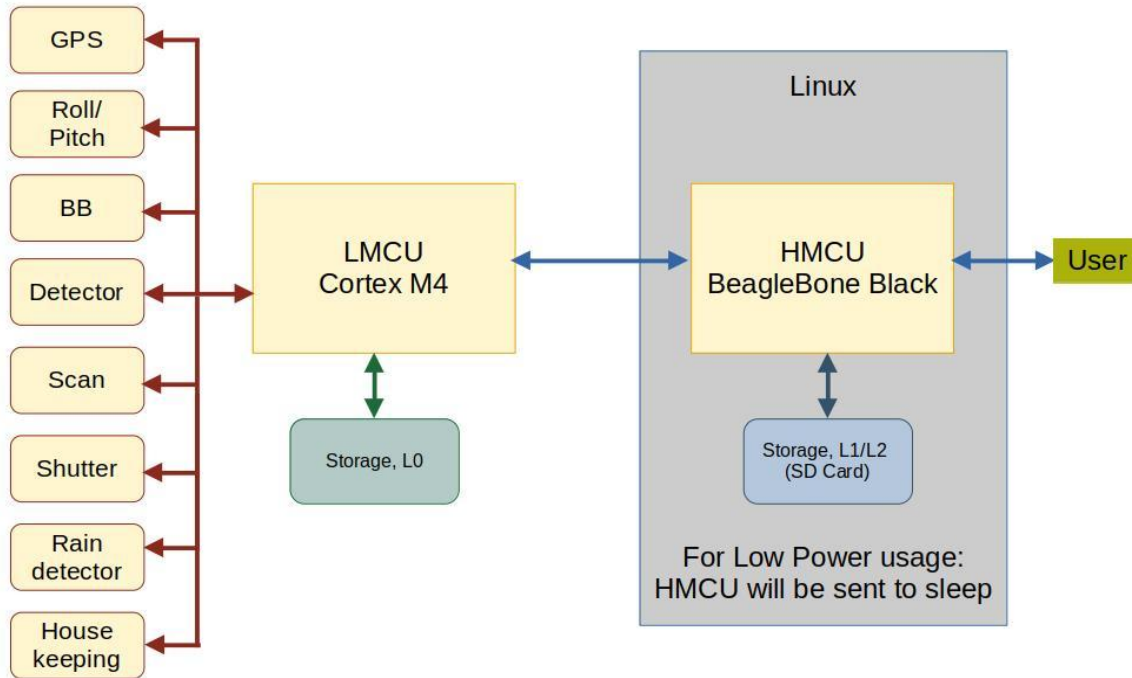 GPS
Roll/
Pitch
BB
Detector
Scan
Shutter
Rain
detector
House
keeping
LMCU
Cortex M4
Storage, L0
Linux
HMCU
BeagleBone Black
Storage, L1/L2
(SD Card)
For Low Power usage:
HMCU will be sent to sleep
User